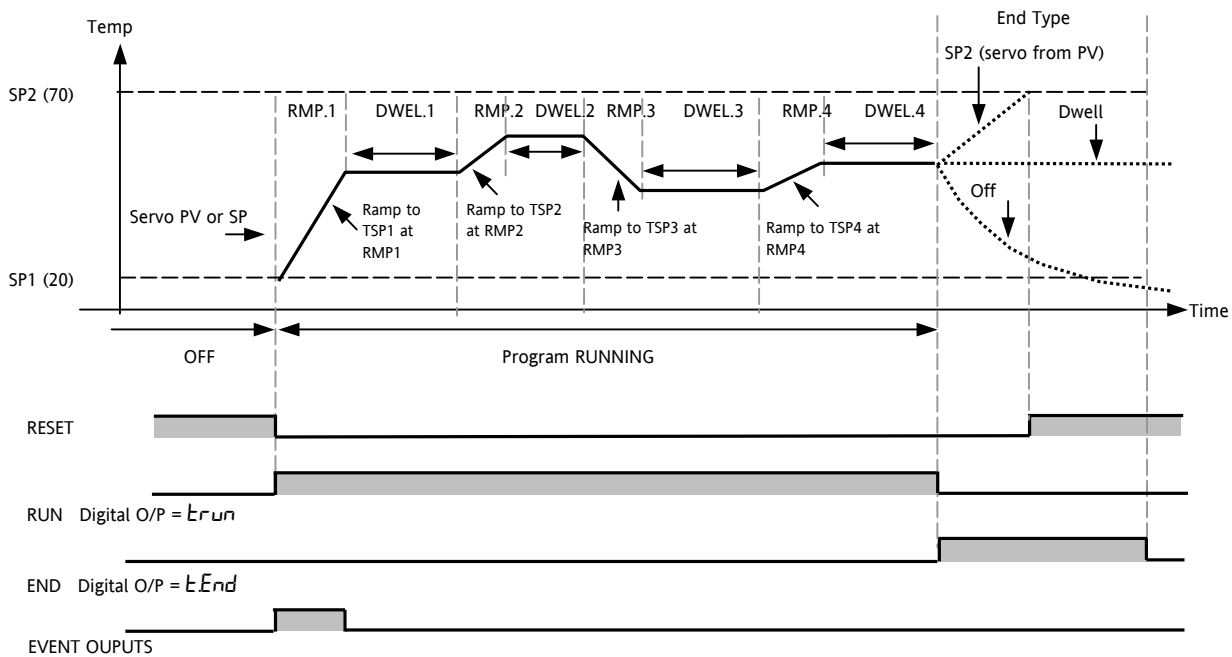 End Type
Temp
SP2 (servo from PV)
SP2 (70)
RMP.1 DWEL.1 RMP.2 DWEL.2 RMP.3 DWEL.3 RMP.4 DWEL.4
Dwell
Off
Servo PV or SP
Ramp to
TSP1 at
RMP1
Ramp to TSP2
at RMP2
Ramp to TSP3 at
RMP3
Ramp to TSP4 at
RMP4
SP1 (20)
Time
OFF
Program RUNNING
RESET
RUN Digital O/P = trun
END Digital O/P = t.End
EVENT OUPUTS